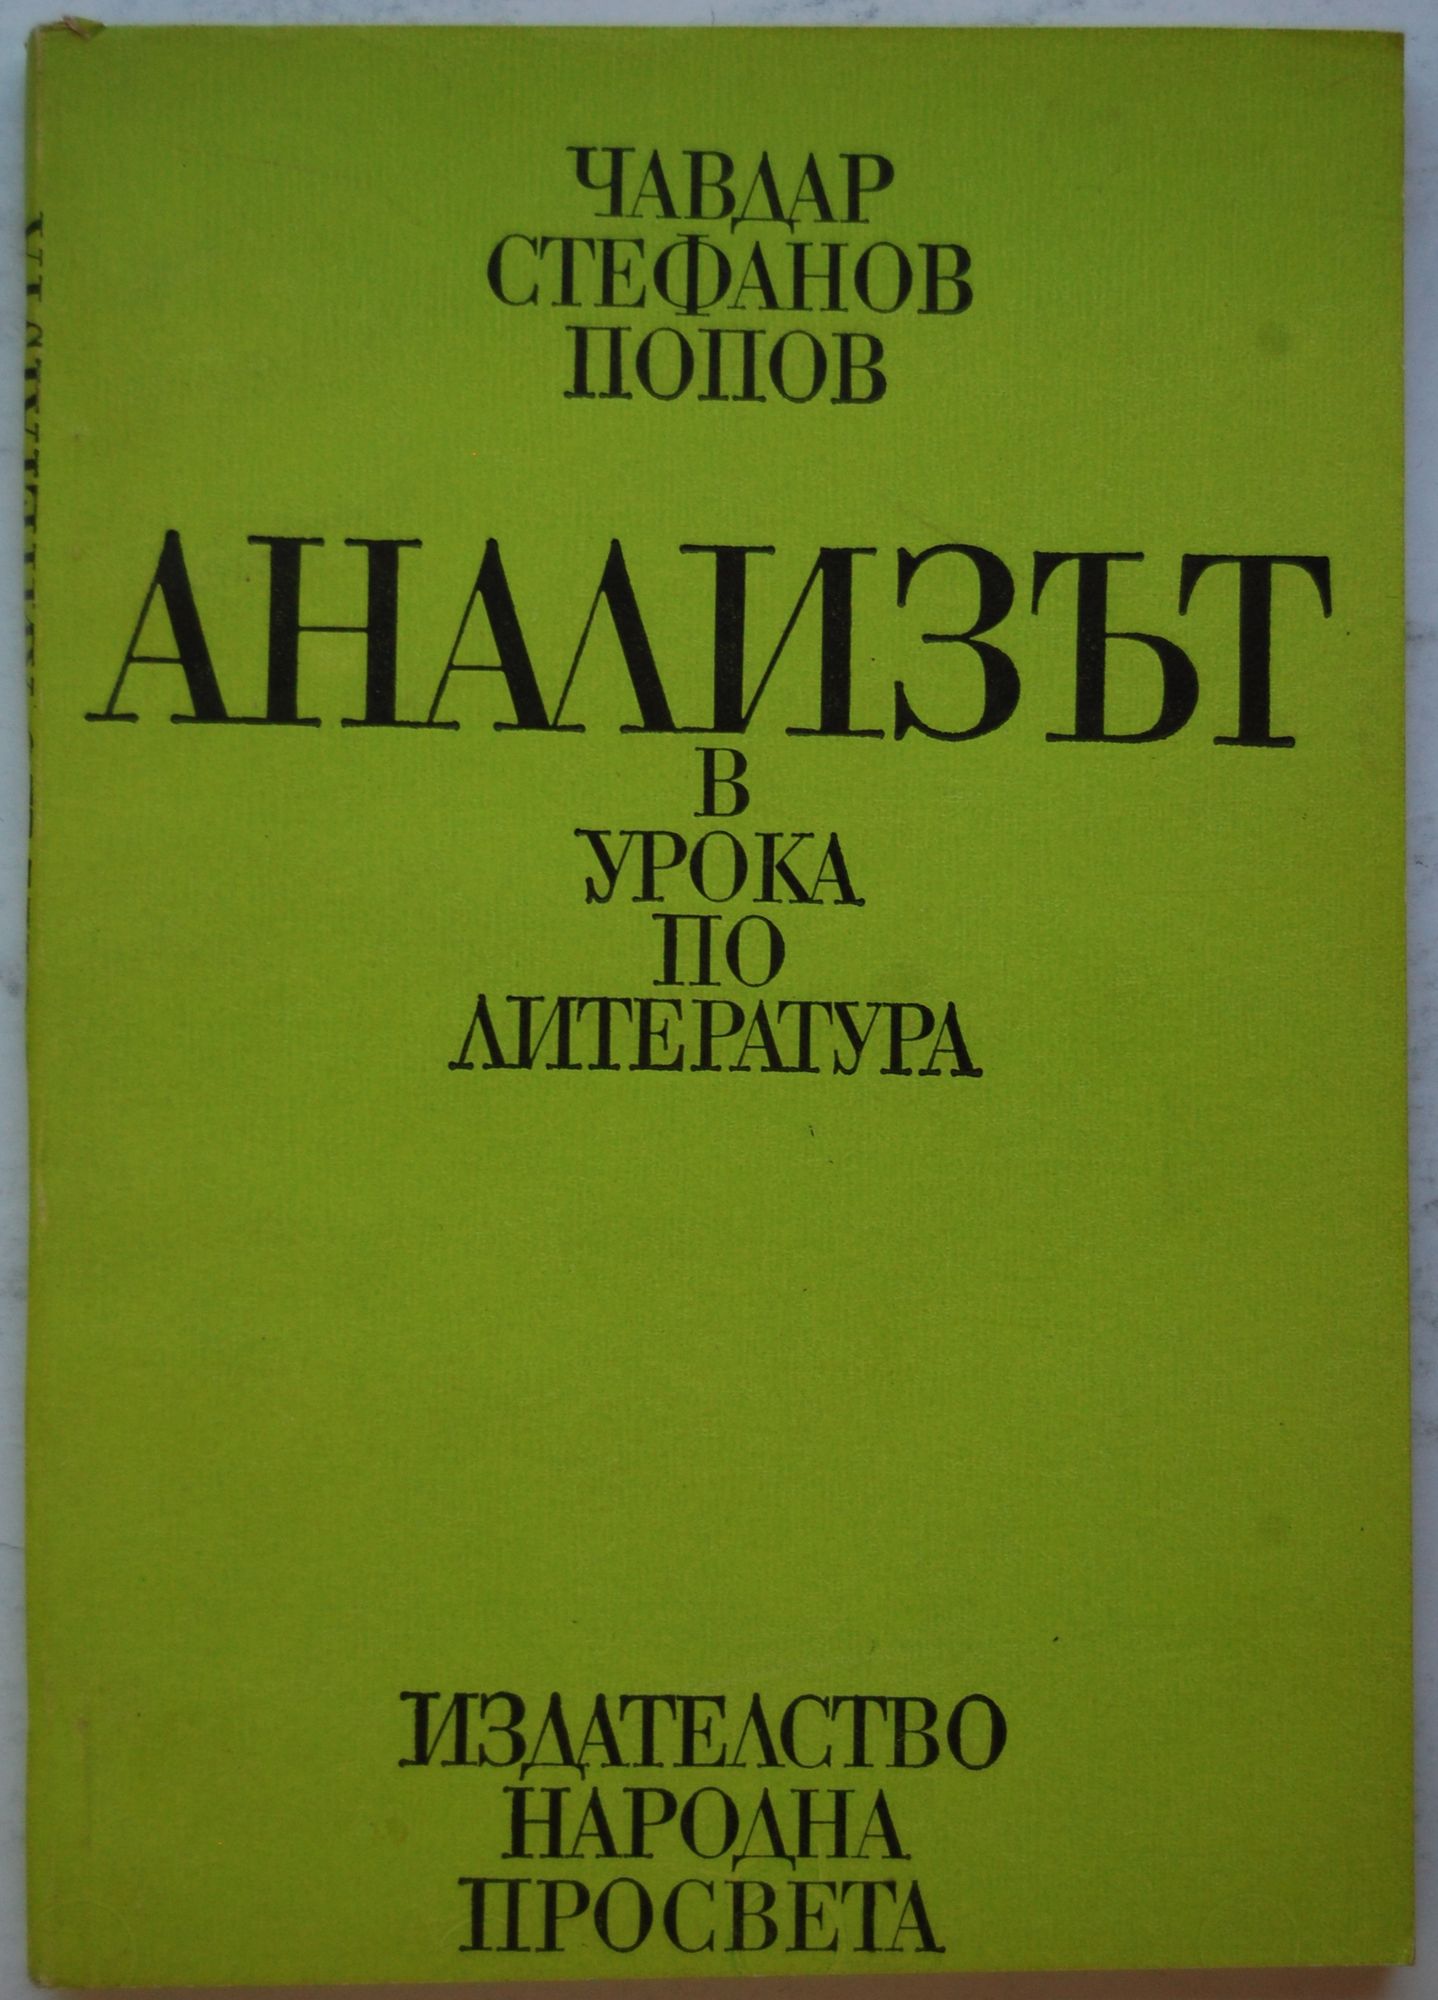 ЧАВДАР
СТЕФАНОВ
ПОПОВ
АНАЛИЗЪТ
В
УРОКА
ПО
ЛИТЕРАТУРА
ИЗДАТЕЛСТВО
НАРОДНА
ПРОСВЕТА